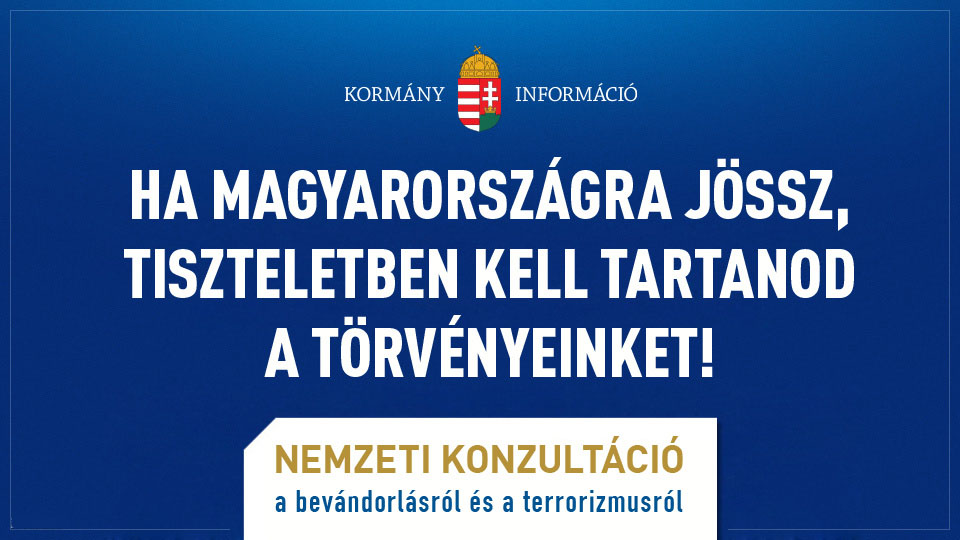 KORMÁNY INFORMÁCIÓ
HA MAGYARORSZÁGRA JÖSSZ,
TISZTELETBEN KELL TARTANOD
A TÖRVÉNYEINKET!
NEMZETI KONZULTÁCIÓ
a bevándorlásról és a terrorizmusról